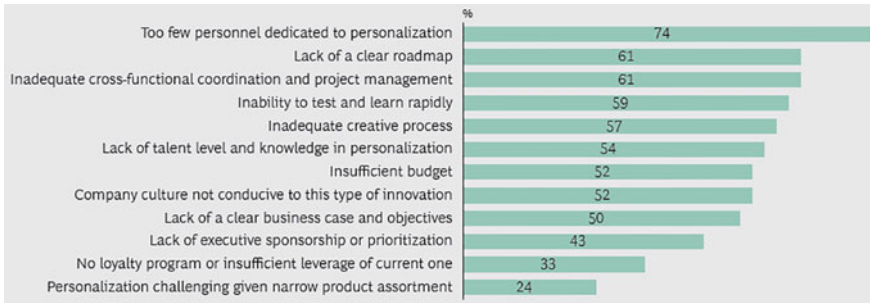 %
Too few personnel dedicated to personalization 74
Lack of a clear roadmap 61
Inadequate cross-functional coordination and project management 61
Inability to test and learn rapidly 59
Inadequate creative process 57
Lack of talent level and knowledge in personalization 54
Insufficient budget 52
Company culture not conducive to this type of innovation 52
Lack of a clear business case and objectives 50
Lack of executive sponsorship or prioritization 43
No loyalty program or insufficient leverage of current one 33
Personalization challenging given narrow product assortment 24